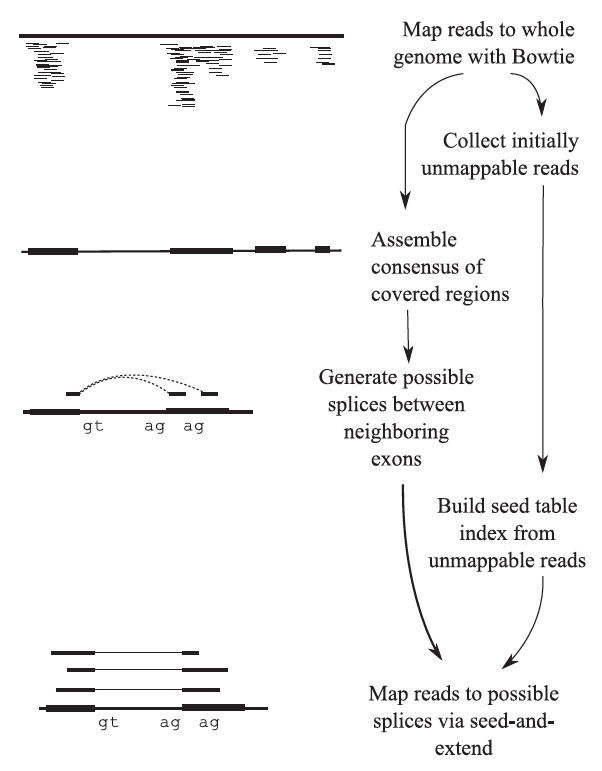 Map reads to whole
genome with Bowtie
Collect initially
unmappable reads
Assemble
consensus of
covered regions
Generate possible
splices between
neighboring
exons
gt ag ag
Build seed table
index from
unmappable reads
Map reads to possible
splices via seed-and-
extend
gt ag ag